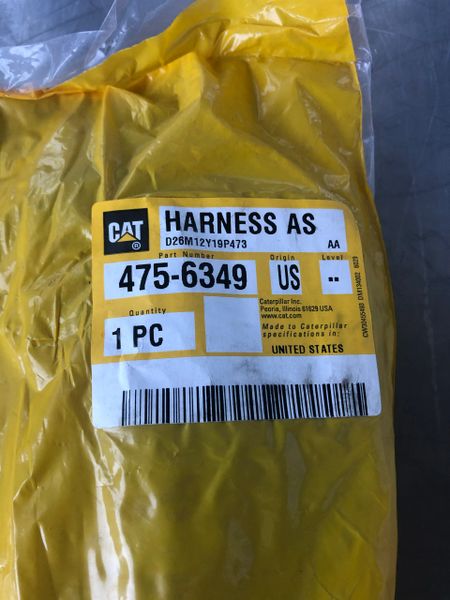 CAT
HARNESS AS
D26M12Y19P473 AA
Part Number Origin Level
475-6349 US --
Quantity
1 PC
Caterpillar Inc.
Peoria, Illinois 61629 USA
www.cat.com
Made to Caterpillar
specifications in:
UNITED STATES